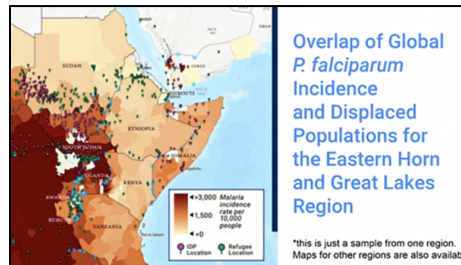 SUDAN
YEMEN
DJIBOUTI
ETHIOPIA
SOUTH SUDAN
SOMALIA
UGANDA
KENYA
RWANDA
BURUNDI
TANZANIA
>3,000
1,500
<0
Malaria
incidence
rate per
10,000
people
IDP
Location
Refugee
Location
Overlap of Global
P. falciparum
Incidence
and Displaced
Populations for
the Eastern Horn
and Great Lakes
Region
*this is just a sample from one region.
Maps for other regions are also availab